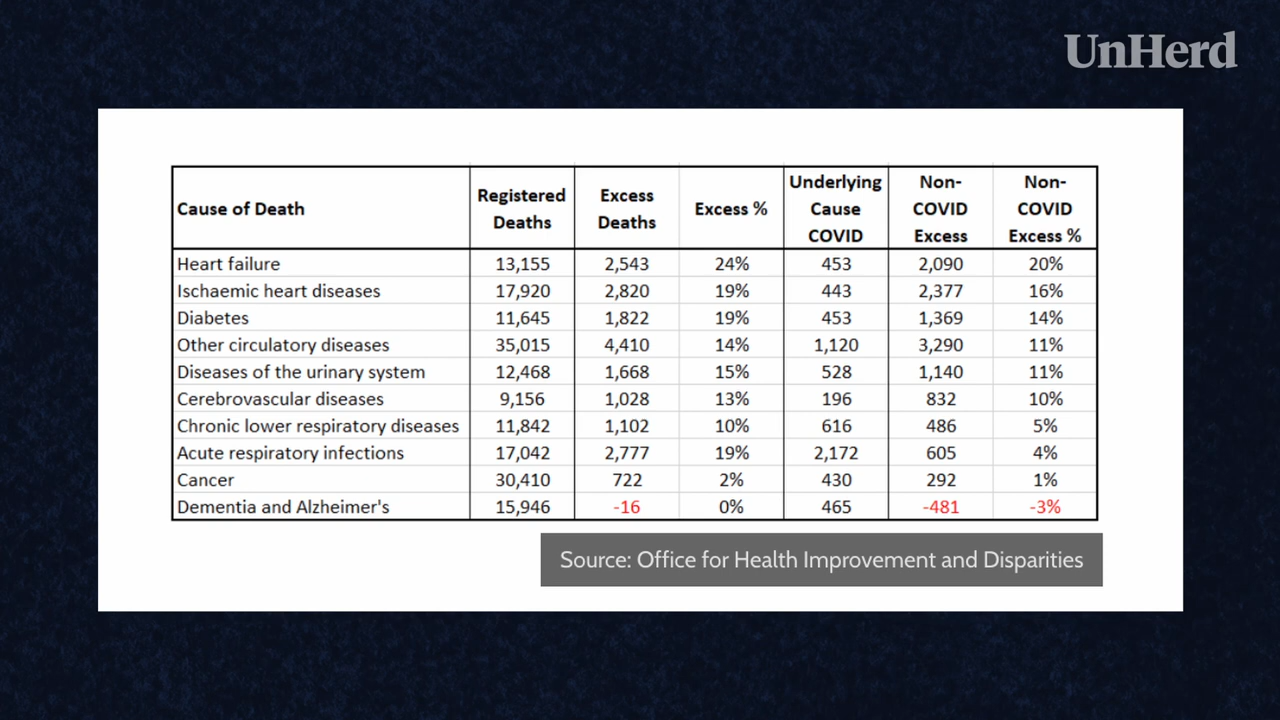 UnHerd
Cause of Death Registered Deaths Excess Deaths Excess % Underlying Cause COVID Non-COVID Excess Non-COVID Excess %
Heart failure 13,155 2,543 24% 453 2,090 20%
Ischaemic heart diseases 17,920 2,820 19% 443 2,377 16%
Diabetes 11,645 1,822 19% 453 1,369 14%
Other circulatory diseases 35,015 4,410 14% 1,120 3,290 11%
Diseases of the urinary system 12,468 1,668 15% 528 1,140 11%
Cerebrovascular diseases 9,156 1,028 13% 196 832 10%
Chronic lower respiratory diseases 11,842 1,102 10% 616 486 5%
Acute respiratory infections 17,042 2,777 19% 2,172 605 4%
Cancer 30,410 722 2% 430 292 1%
Dementia and Alzheimer's 15,946 -16 0% 465 -481 -3%
Source: Office for Health Improvement and Disparities